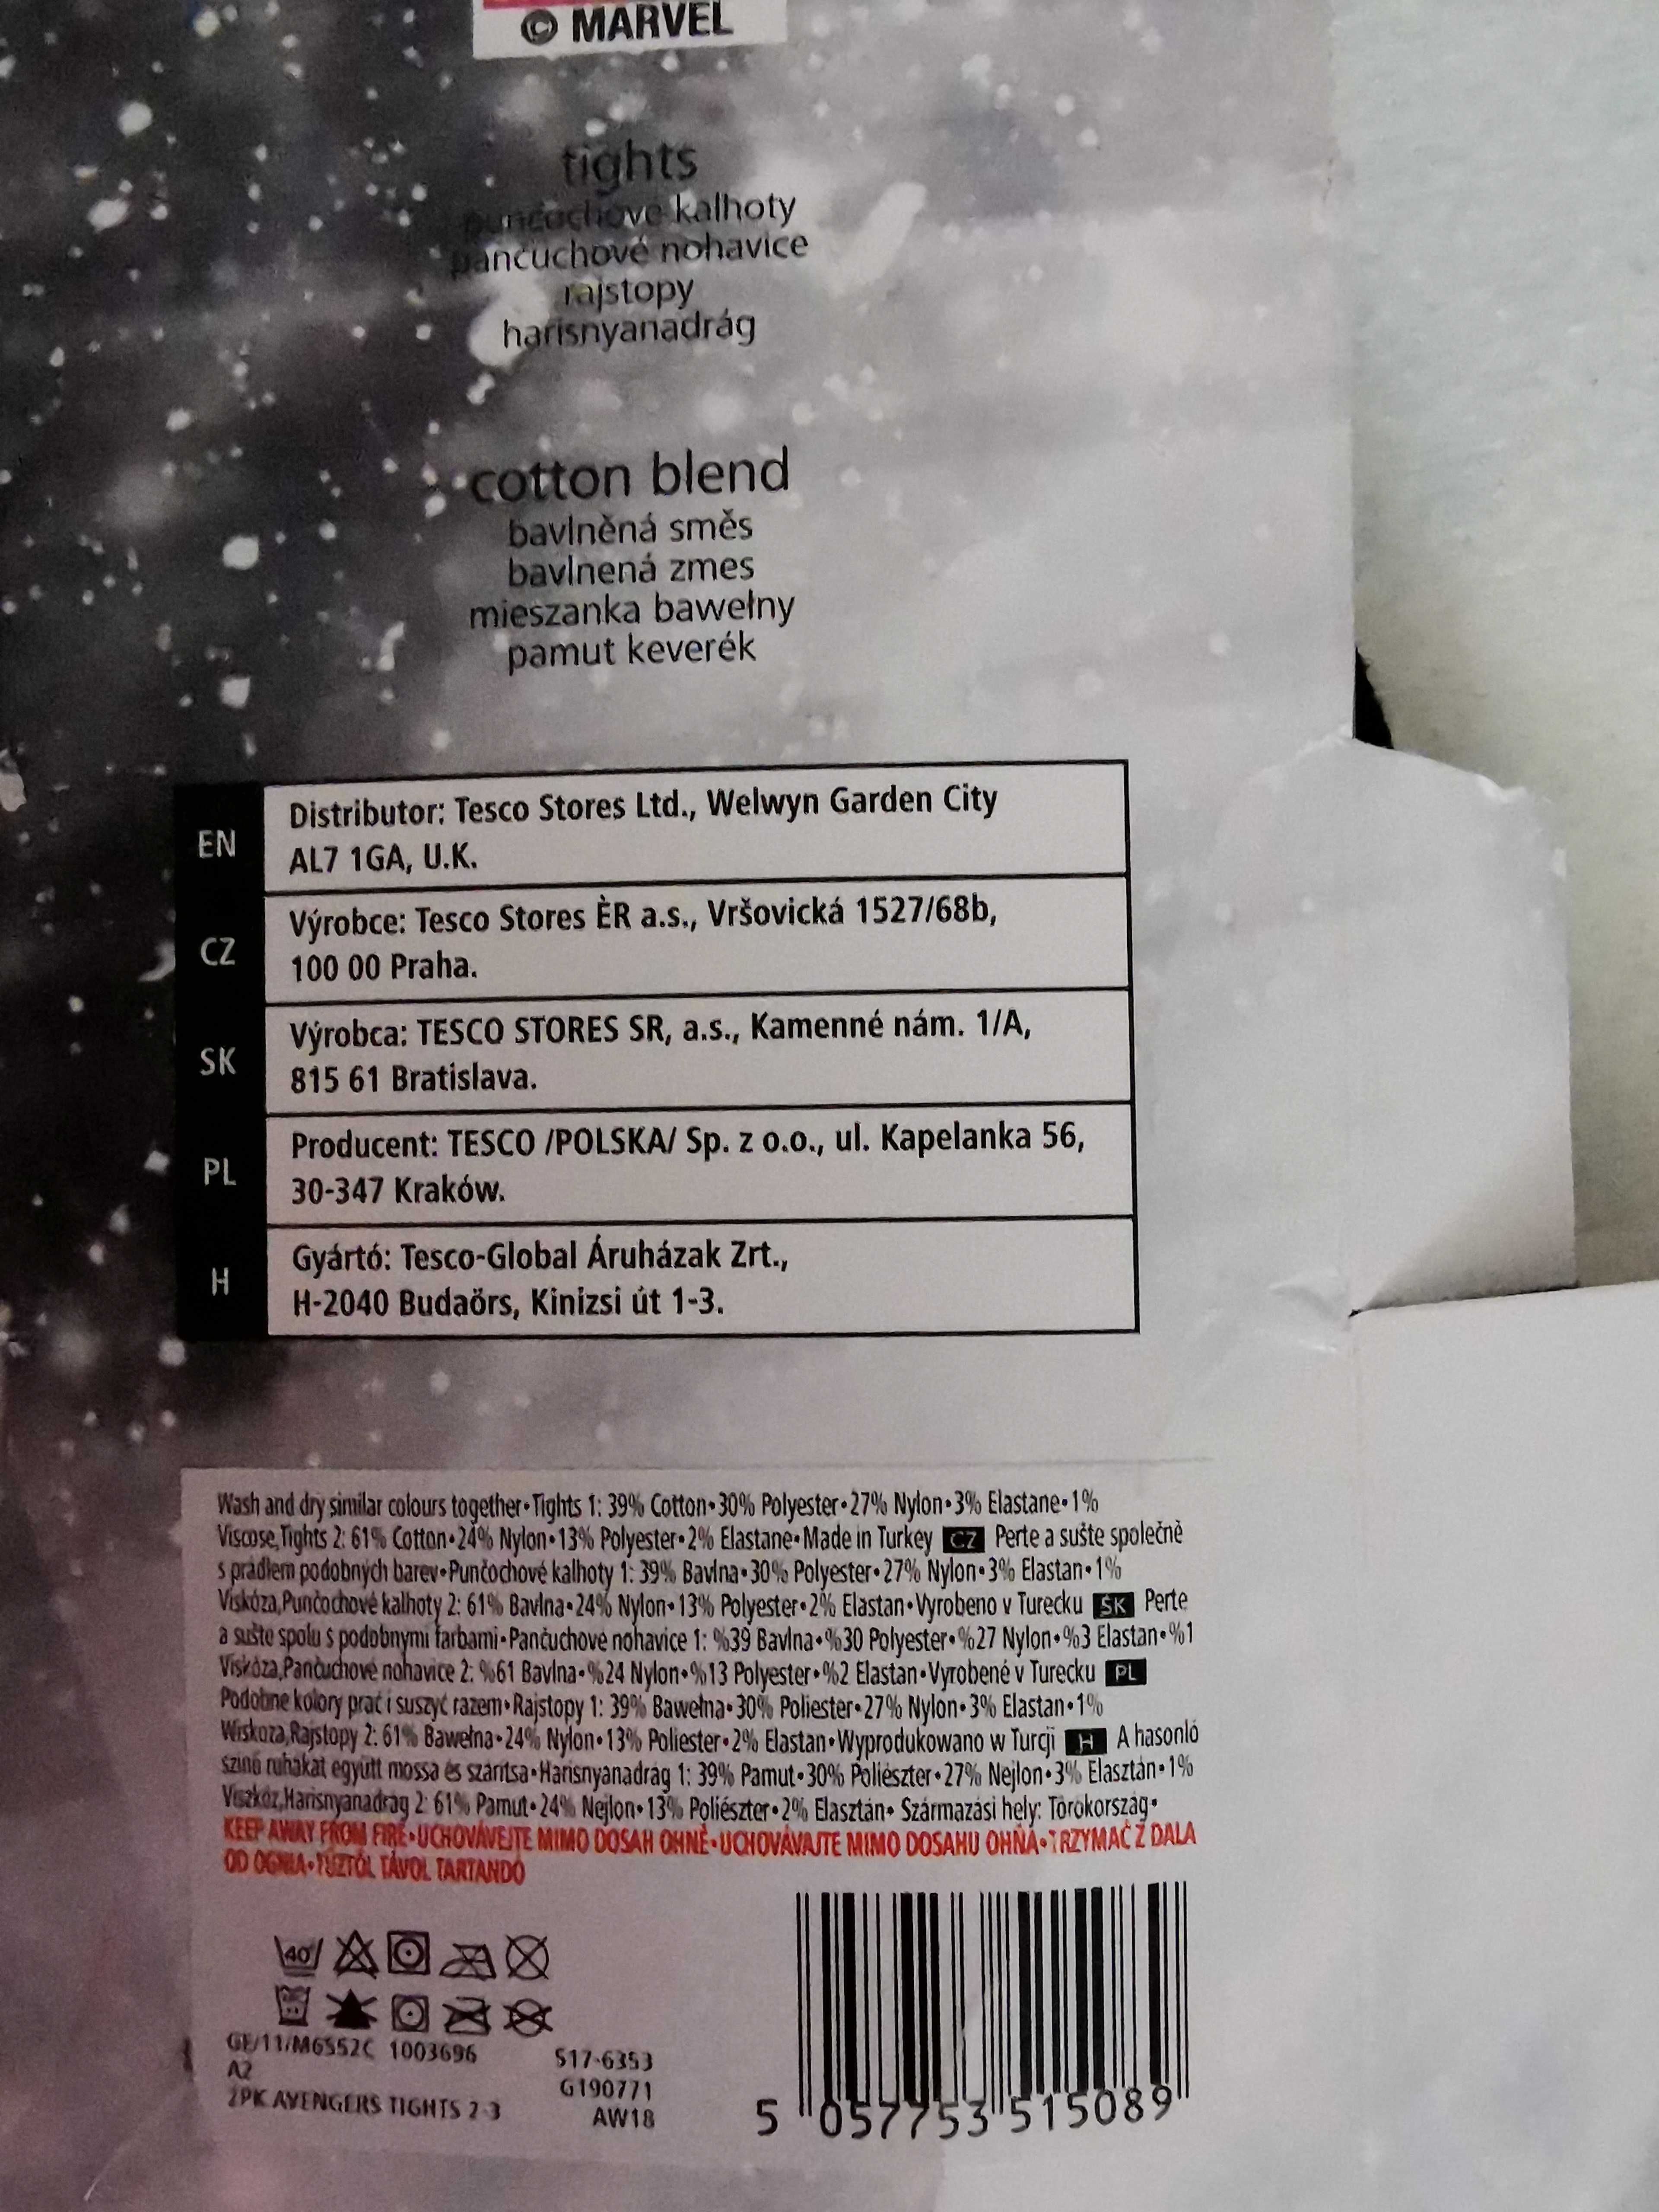 © MARVEL
tights
punčochové kalhoty
pančuchové nohavice
rajstopy
harisnyanadrág
cotton blend
bavlněná směs
bavlnená zmes
mieszanka bawełny
pamut keverék
EN
Distributor: Tesco Stores Ltd., Welwyn Garden City
AL7 1GA, U.K.
CZ
Výrobce: Tesco Stores ÈR a.s., Vršovická 1527/68b,
100 00 Praha.
SK
Výrobca: TESCO STORES SR, a.s., Kamenné nám. 1/A,
815 61 Bratislava.
PL
Producent: TESCO /POLSKA/ Sp. z o.o., ul. Kapelanka 56,
30-347 Kraków.
H
Gyártó: Tesco-Global Áruházak Zrt.,
H-2040 Budaörs, Kinizsi út 1-3.
Wash and dry similar colours together•Tights 1: 39% Cotton•30% Polyester•27% Nylon•3% Elastane•1%
Viscose,Tights 2: 61% Cotton•24% Nylon•13% Polyester•2% Elastane•Made in Turkey CZ Perte a sušte společně
s prádlem podobných barev•Punčochové kalhoty 1: 39% Bavlna•30% Polyester•27% Nylon•3% Elastan•1%
Viskóza,Punčochové kalhoty 2: 61% Bavlna•24% Nylon•13% Polyester•2% Elastan•Vyrobeno v Turecku SK Perte
a sušte spolu s podobnymi farbami•Pančuchove nohavice 1: %39 Bavlna•%30 Polyester•%27 Nylon•%3 Elastan•%1
Viskóza,Pančuchové nohavice 2: %61 Bavlna•%24 Nylon•%13 Polyester•%2 Elastan•Vyrobené v Turecku PL
Podobne kolory prać i suszyć razem•Rajstopy 1: 39% Bawełna•30% Poliester•27% Nylon•3% Elastan•1%
Wiskoza,Rajstopy 2: 61% Bawełna•24% Nylon•13% Poliester•2% Elastan•Wyprodukowano w Turcji H A hasonló
színű ruhákat együtt mossa és szárítsa•Harisnyanadrág 1: 39% Pamut•30% Poliészter•27% Nejlon•3% Elasztán•1%
Viszkóz,Harisnyanadrág 2: 61% Pamut•24% Nejlon•13% Poliészter•2% Elasztán• Származási hely: Törökország•
KEEP AWAY FROM FIRE•UCHOVÁVEJTE MIMO DOSAH OHNĚ•UCHOVÁVAJTE MIMO DOSAHU OHŇA•TRZYMAĆ Z DALA
OD OGNIA•TŰZTŐL TÁVOL TARTANDÓ
40
GE/11/M6552C 1003696
S17-6353
A2
G190771
2PK AVENGERS TIGHTS 2-3
AW18
5 057753 515089